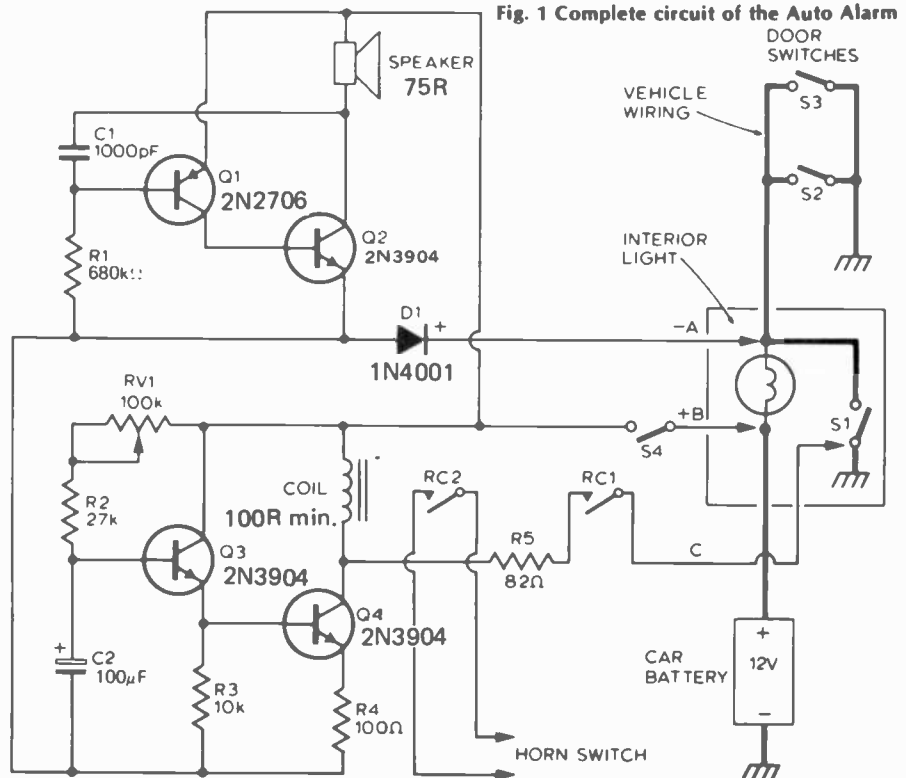 Fig. 1 Complete circuit of the Auto Alarm
DOOR
SWITCHES
SPEAKER
75R
VEHICLE
WIRING
S3
C1
1000pF
Q1
2N2706
S2
Q2
2N3904
INTERIOR
LIGHT
R1
680k
D1
+
1N4001
-A
RV1
100k
+B
S4
S1
R2
27k
COIL
100R min.
RC2
RC1
Q3
2N3904
R5
82Ω
C
Q4
2N3904
+
C2
100μF
R3
10k
R4
100Ω
CAR
BATTERY
+
12V
−
HORN SWITCH